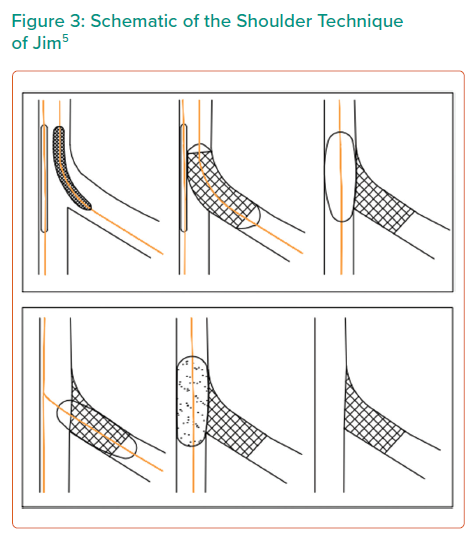 Figure 3: Schematic of the Shoulder Technique
of Jim⁵